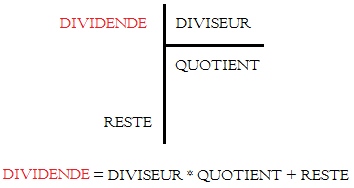 DIVIDENDE DIVISEUR
QUOTIENT
RESTE
DIVIDENDE = DIVISEUR * QUOTIENT + RESTE